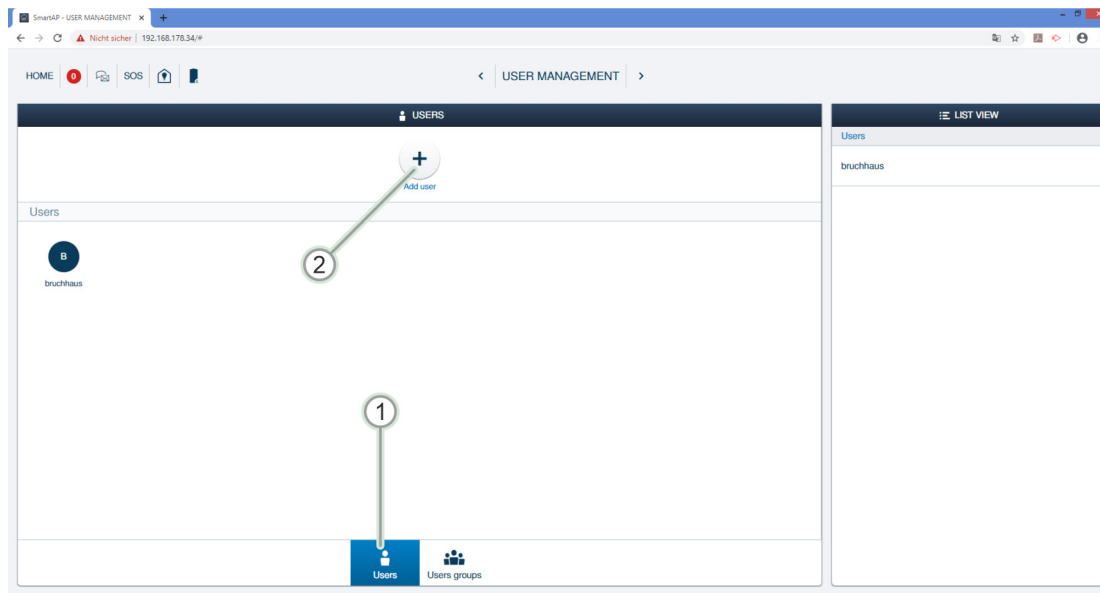 SmartAP - USER MANAGEMENT
Nicht sicher | 192.168.178.34/#
HOME 0 SOS USER MANAGEMENT
USERS
LIST VIEW
Users
bruchhaus
Add user
Users
B
bruchhaus
2
1
Users
Users groups